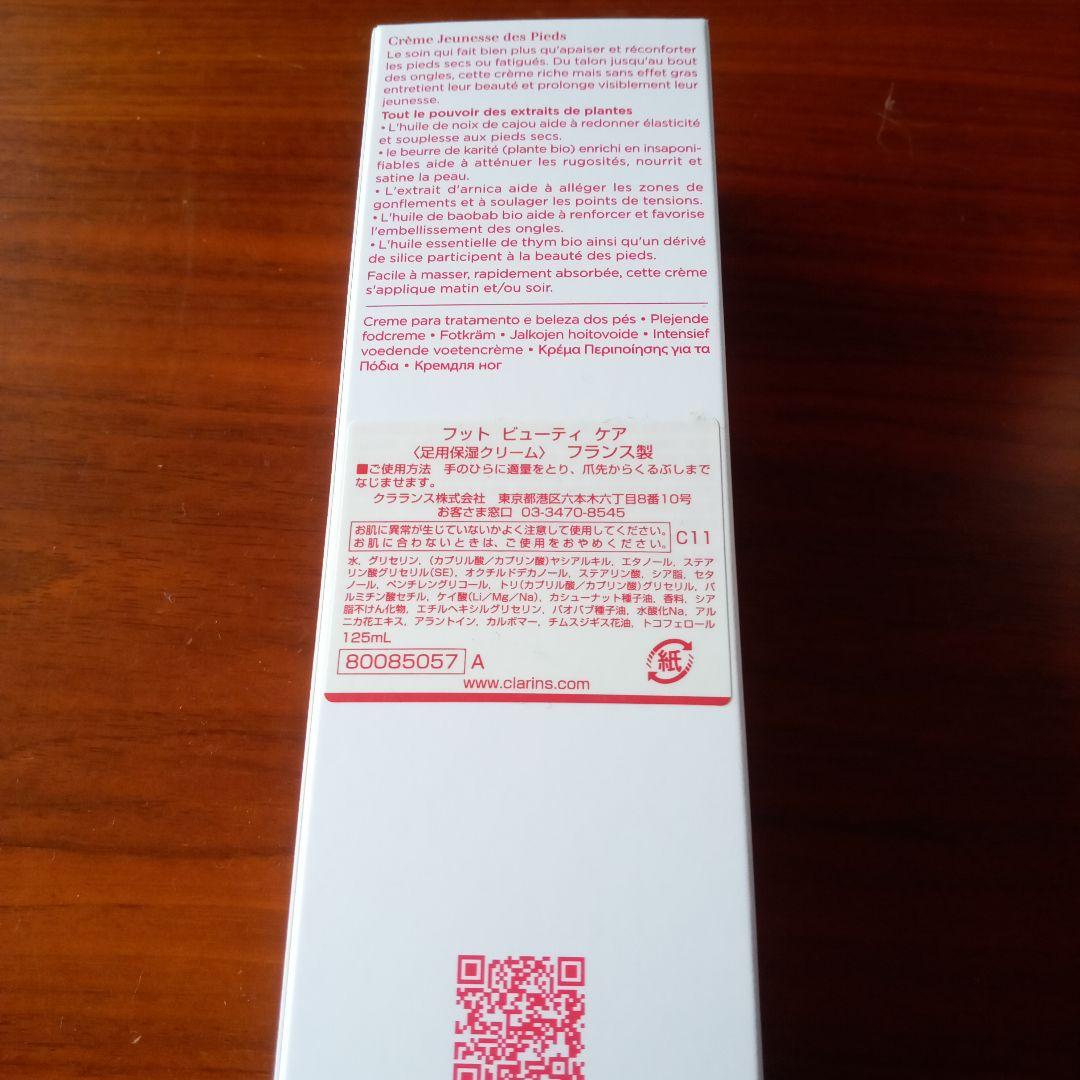 Crème Jeunesse des Pieds
Le soin qui fait bien plus qu'apaiser et réconforter
les pieds secs ou fatigués. Du talon jusqu'au bout
des ongles, cette crème riche mais sans effet gras
entretient leur beauté et prolonge visiblement leur
jeunesse.
Tout le pouvoir des extraits de plantes
• L'huile de noix de cajou aide à redonner élasticité
et souplesse aux pieds secs.
• le beurre de karité (plante bio) enrichi en insaponi-
fiables aide à atténuer les rugosités, nourrit et
satine la peau.
• L'extrait d'arnica aide à alléger les zones de
gonflements et à soulager les points de tensions.
• L'huile de baobab bio aide à renforcer et favorise
l'embellissement des ongles.
• L'huile essentielle de thym bio ainsi qu'un dérivé
de silice participent à la beauté des pieds.
Facile à masser, rapidement absorbée, cette crème
s'applique matin et/ou soir.
Creme para tratamento e beleza dos pés • Plejende
fodcreme • Fotkräm • Jalkojen hoitovoide • Intensief
voedende voetencrème • Κρέμα Περιποίησης για τα
Πόδια • Кремдля ног
フット ビューティ ケア
〈足用保湿クリーム〉 フランス製
■ご使用方法 手のひらに適量をとり、爪先からくるぶしまで
なじませます。
クラランス株式会社 東京都港区六本木六丁目8番10号
お客さま窓口 03-3470-8545
お肌に異常が生じていないかよく注意して使用してください。
お肌に合わないときは、ご使用をおやめください。 C11
水, グリセリン, (カプリル酸/カプリン酸)ヤシアルキル, エタノール, ステア
リン酸グリセリル(SE), オクチルドデカノール, ステアリン酸, シア脂, セタ
ノール, ペンチレングリコール, トリ(カプリル酸/カプリン酸)グリセリル, パ
ルミチン酸セチル, ケイ酸(Li/Mg/Na), カシューナット種子油, 香料, シア
脂不けん化物, エチルヘキシルグリセリン, バオバブ種子油, 水酸化Na, アル
ニカ花エキス, アラントイン, カルボマー, チムスジギス花油, トコフェロール
125mL
80085057 A
紙
www.clarins.com